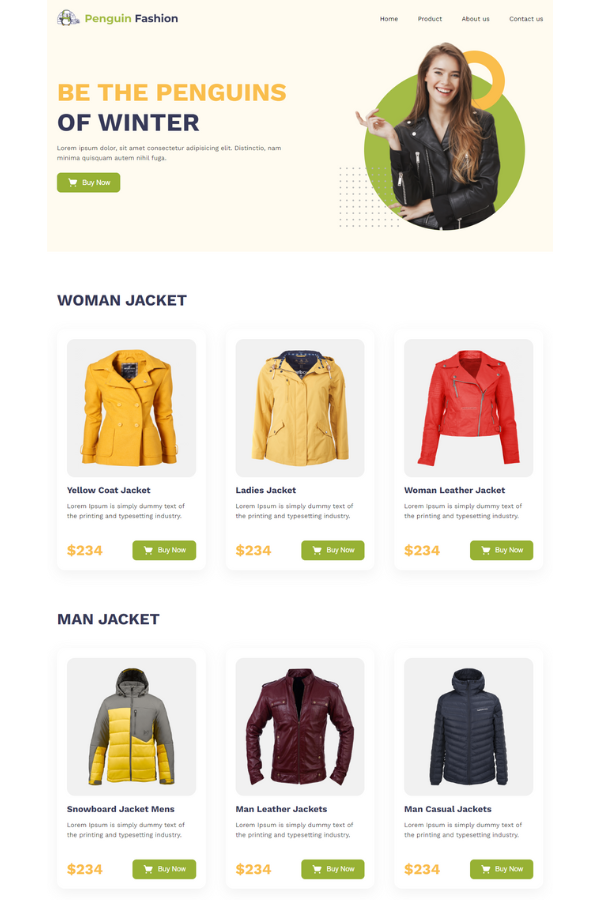 Penguin Fashion
Home Product About us Contact us
BE THE PENGUINS
OF WINTER
Lorem ipsum dolor, sit amet consectetur adipisicing elit. Distinctio, nam
minima quisquam autem nihil fuga.
Buy Now
WOMAN JACKET
Yellow Coat Jacket
Lorem Ipsum is simply dummy text of
the printing and typesetting industry.
$234 Buy Now
Ladies Jacket
Lorem Ipsum is simply dummy text of
the printing and typesetting industry.
$234 Buy Now
Woman Leather Jacket
Lorem Ipsum is simply dummy text of
the printing and typesetting industry.
$234 Buy Now
MAN JACKET
Snowboard Jacket Mens
Lorem Ipsum is simply dummy text of
the printing and typesetting industry.
$234 Buy Now
Man Leather Jackets
Lorem Ipsum is simply dummy text of
the printing and typesetting industry.
$234 Buy Now
Man Casual Jackets
Lorem Ipsum is simply dummy text of
the printing and typesetting industry.
$234 Buy Now